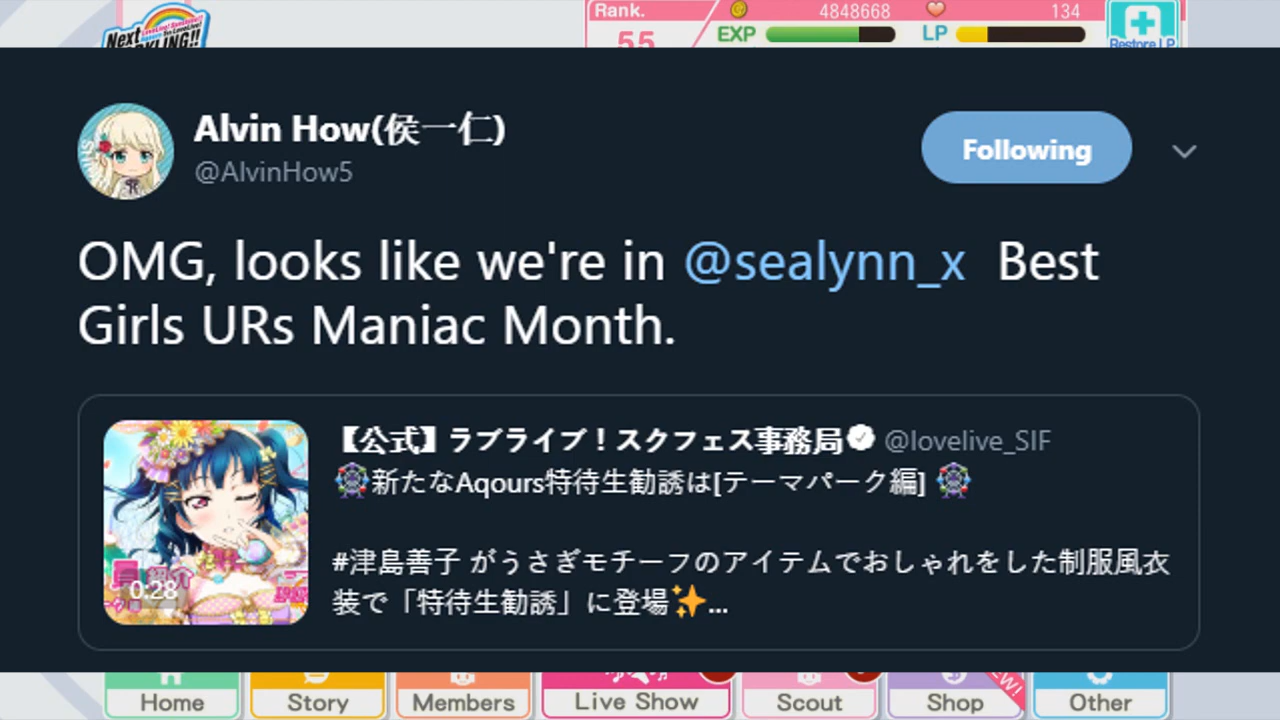 Next
LoveLive! Sunshine!!
SPARKLING!!
Rank.
4848668
134
55
EXP
LP
Restore LP
Alvin How(侯一仁)
@AlvinHow5
Following
OMG, looks like we're in @sealynn_x Best
Girls URs Maniac Month.
【公式】ラブライブ!スクフェス事務局 @lovelive_SIF
🎡新たなAqours特待生勧誘は[テーマパーク編] 🎡
#津島善子 がうさぎモチーフのアイテムでおしゃれをした制服風衣
装で「特待生勧誘」に登場✨...
0:28
Home
Story
Members
Live Show
Scout
Shop
NEW!
Other